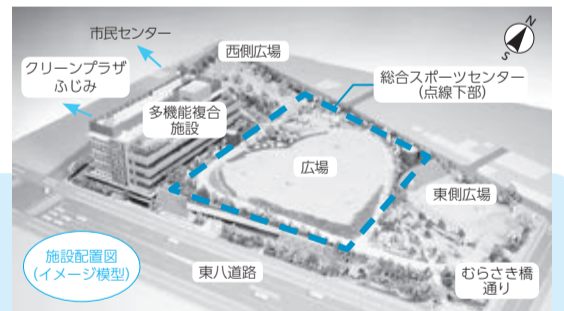 市民センター
西側広場
N
S
クリーンプラザ
ふじみ
総合スポーツセンター
(点線下部)
多機能複合
施設
広場
東側広場
施設配置図
(イメージ模型)
東八道路
むらさき橋
通り